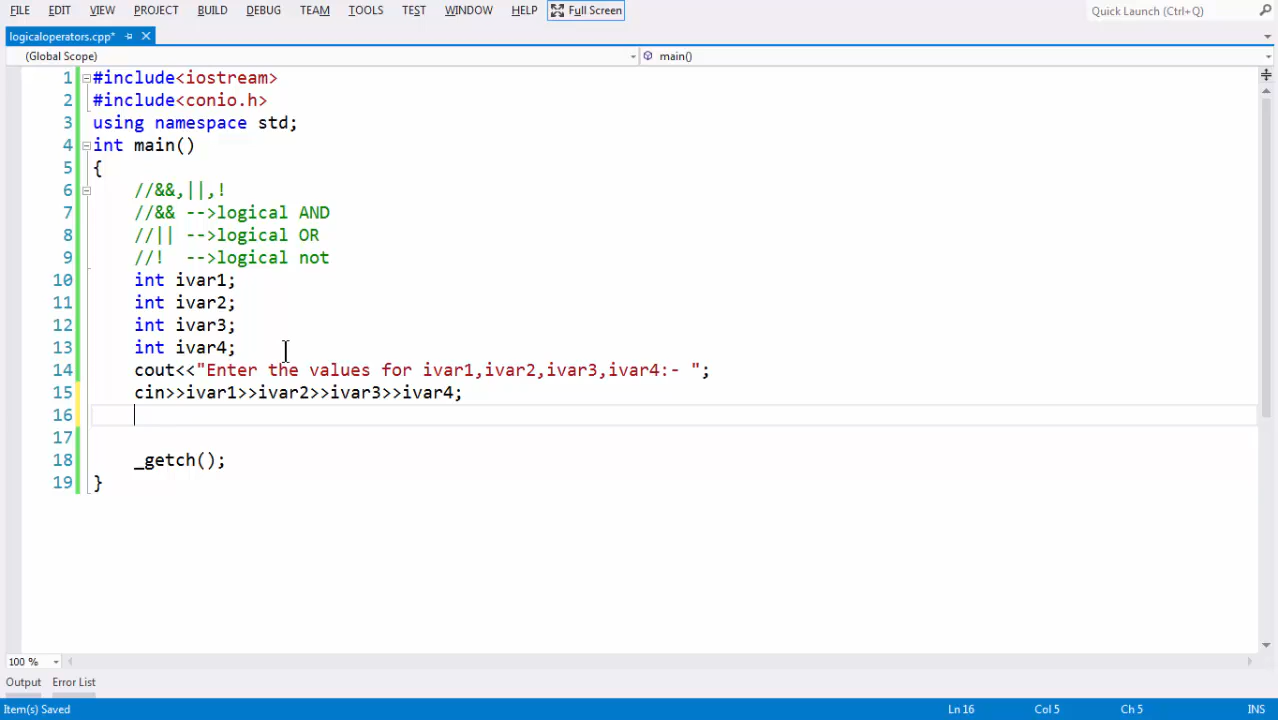 FILE EDIT VIEW PROJECT BUILD DEBUG TEAM TOOLS TEST WINDOW HELP Full Screen Quick Launch (Ctrl+Q)
logicaloperators.cpp*
(Global Scope) main()
1 #include<iostream>
2 #include<conio.h>
3 using namespace std;
4 int main()
5 {
6 //&&,||,!
7 //&& -->logical AND
8 //|| -->logical OR
9 //!  -->logical not
10 int ivar1;
11 int ivar2;
12 int ivar3;
13 int ivar4;
14 cout<<"Enter the values for ivar1,ivar2,ivar3,ivar4:- ";
15 cin>>ivar1>>ivar2>>ivar3>>ivar4;
16
17
18 _getch();
19 }
100 %
Output Error List
Item(s) Saved Ln 16 Col 5 Ch 5 INS